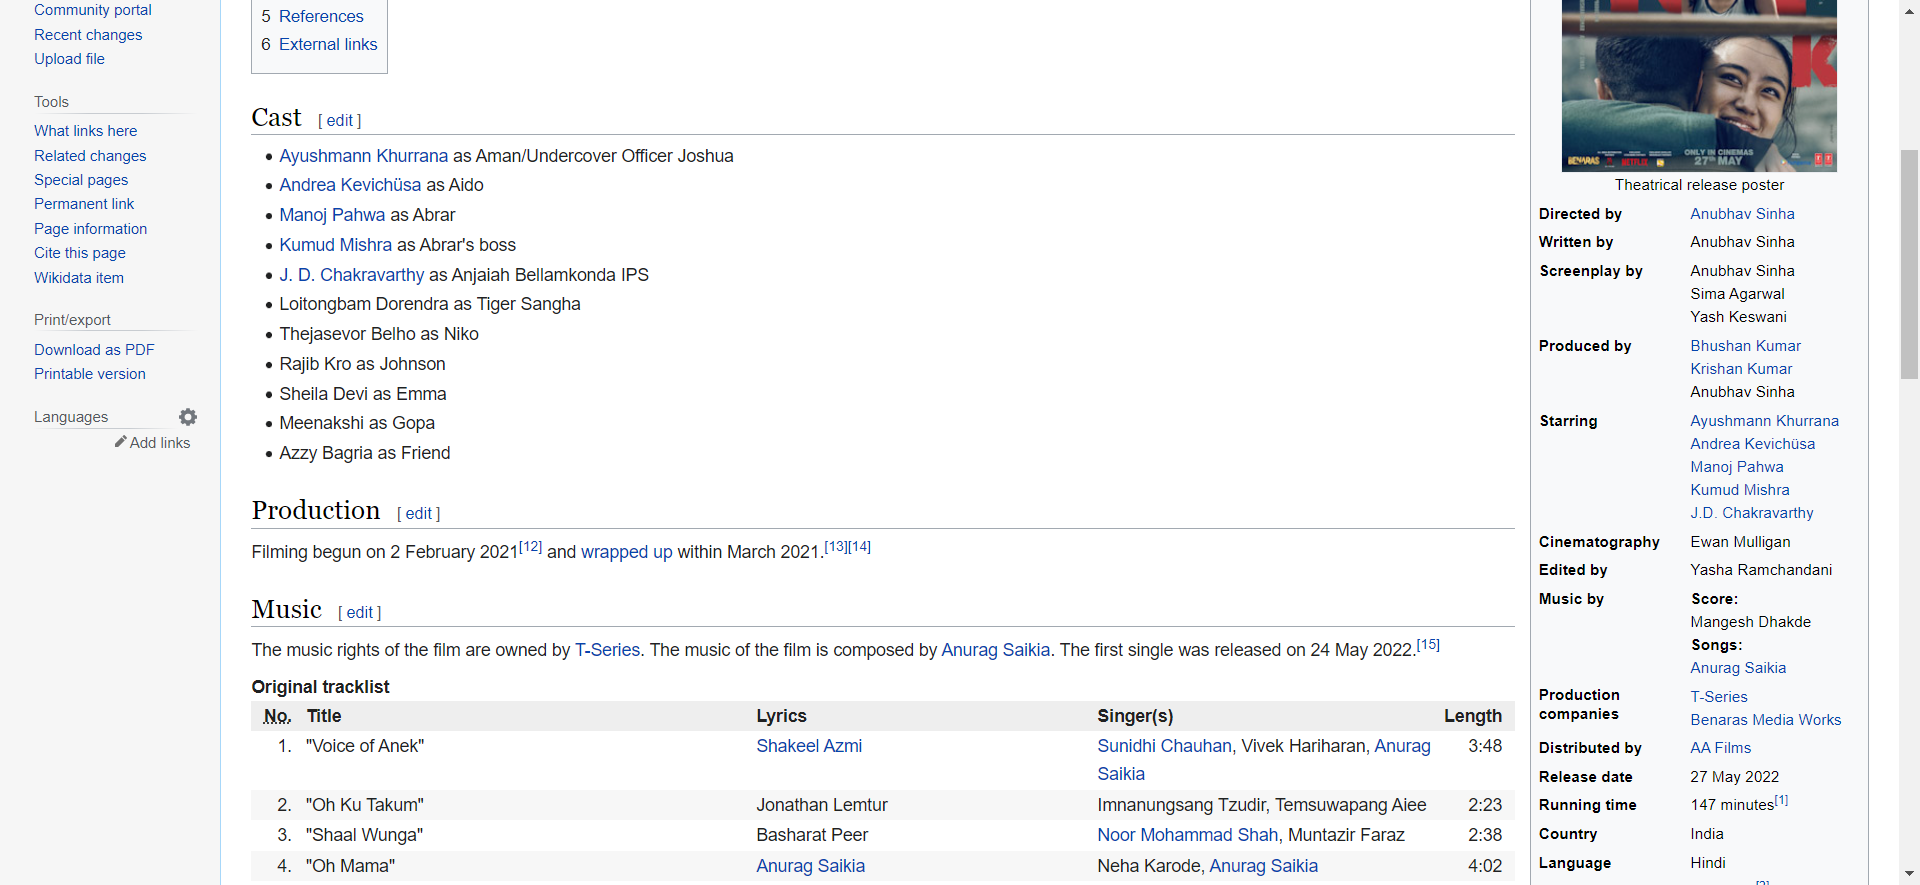 Community portal
Recent changes
Upload file
Tools
What links here
Related changes
Special pages
Permanent link
Page information
Cite this page
Wikidata item
Print/export
Download as PDF
Printable version
Languages
Add links
5 References
6 External links
Cast [ edit ]
• Ayushmann Khurrana as Aman/Undercover Officer Joshua
• Andrea Kevichüsa as Aido
• Manoj Pahwa as Abrar
• Kumud Mishra as Abrar's boss
• J. D. Chakravarthy as Anjaiah Bellamkonda IPS
• Loitongbam Dorendra as Tiger Sangha
• Thejasevor Belho as Niko
• Rajib Kro as Johnson
• Sheila Devi as Emma
• Meenakshi as Gopa
• Azzy Bagria as Friend
Production [ edit ]
Filming begun on 2 February 2021[12] and wrapped up within March 2021.[13][14]
Music [ edit ]
The music rights of the film are owned by T-Series. The music of the film is composed by Anurag Saikia. The first single was released on 24 May 2022.[15]
Original tracklist
No. Title Lyrics Singer(s) Length
1. "Voice of Anek" Shakeel Azmi Sunidhi Chauhan, Vivek Hariharan, Anurag 3:48
Saikia
2. "Oh Ku Takum" Jonathan Lemtur Imnanungsang Tzudir, Temsuwapang Aiee 2:23
3. "Shaal Wunga" Basharat Peer Noor Mohammad Shah, Muntazir Faraz 2:38
4. "Oh Mama" Anurag Saikia Neha Karode, Anurag Saikia 4:02
K
BENARAS
NETFLIX
ONLY IN CINEMAS
27TH MAY
Theatrical release poster
Directed by Anubhav Sinha
Written by Anubhav Sinha
Screenplay by Anubhav Sinha
Sima Agarwal
Yash Keswani
Produced by Bhushan Kumar
Krishan Kumar
Anubhav Sinha
Starring Ayushmann Khurrana
Andrea Kevichüsa
Manoj Pahwa
Kumud Mishra
J.D. Chakravarthy
Cinematography Ewan Mulligan
Edited by Yasha Ramchandani
Music by Score:
Mangesh Dhakde
Songs:
Anurag Saikia
Production companies T-Series
Benaras Media Works
Distributed by AA Films
Release date 27 May 2022
Running time 147 minutes[1]
Country India
Language Hindi